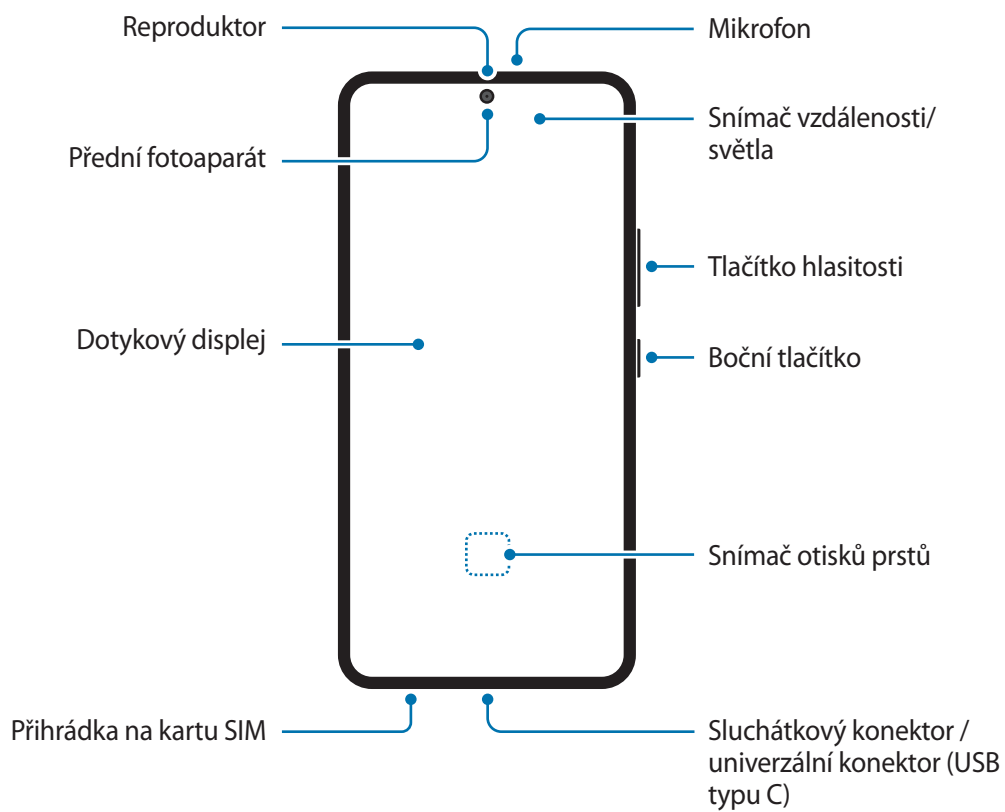 Reproduktor
Mikrofon
Přední fotoaparát
Snímač vzdálenosti/
světla
Tlačítko hlasitosti
Dotykový displej
Boční tlačítko
Snímač otisků prstů
Přihrádka na kartu SIM
Sluchátkový konektor /
univerzální konektor (USB
typu C)